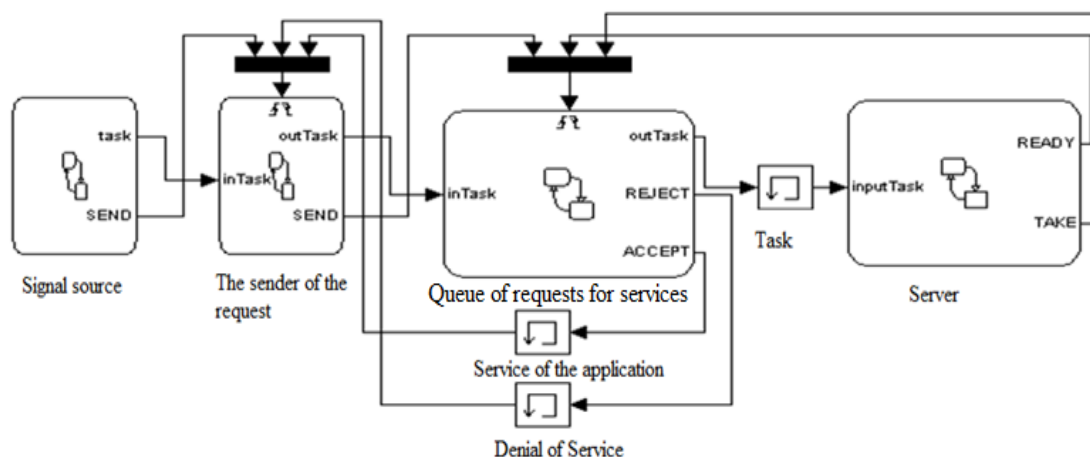 task
SEND
Signal source
inTask
outTask
SEND
The sender of the
request
inTask
outTask
REJECT
ACCEPT
Queue of requests for services
Task
inputTask
READY
TAKE
Server
Service of the application
Denial of Service